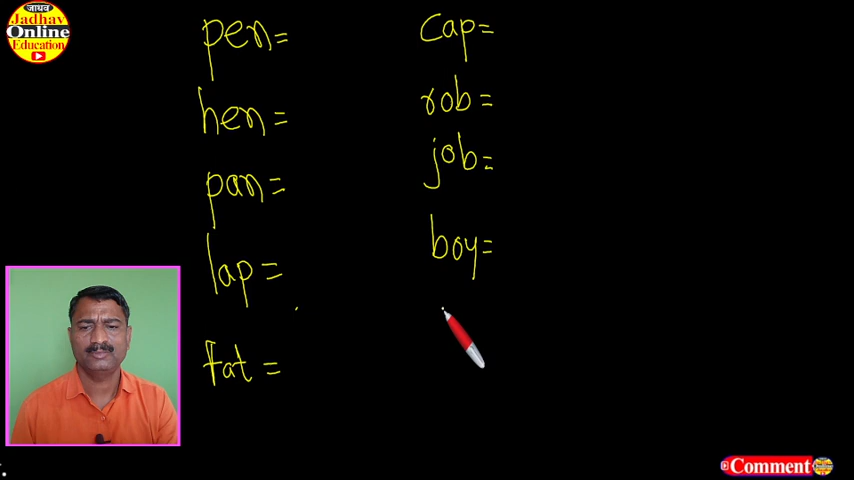 जाधव
Jadhav
Online
Education
pen=
hen=
pan=
lap=
fat=
Cap=
rob=
job=
boy=
Comment